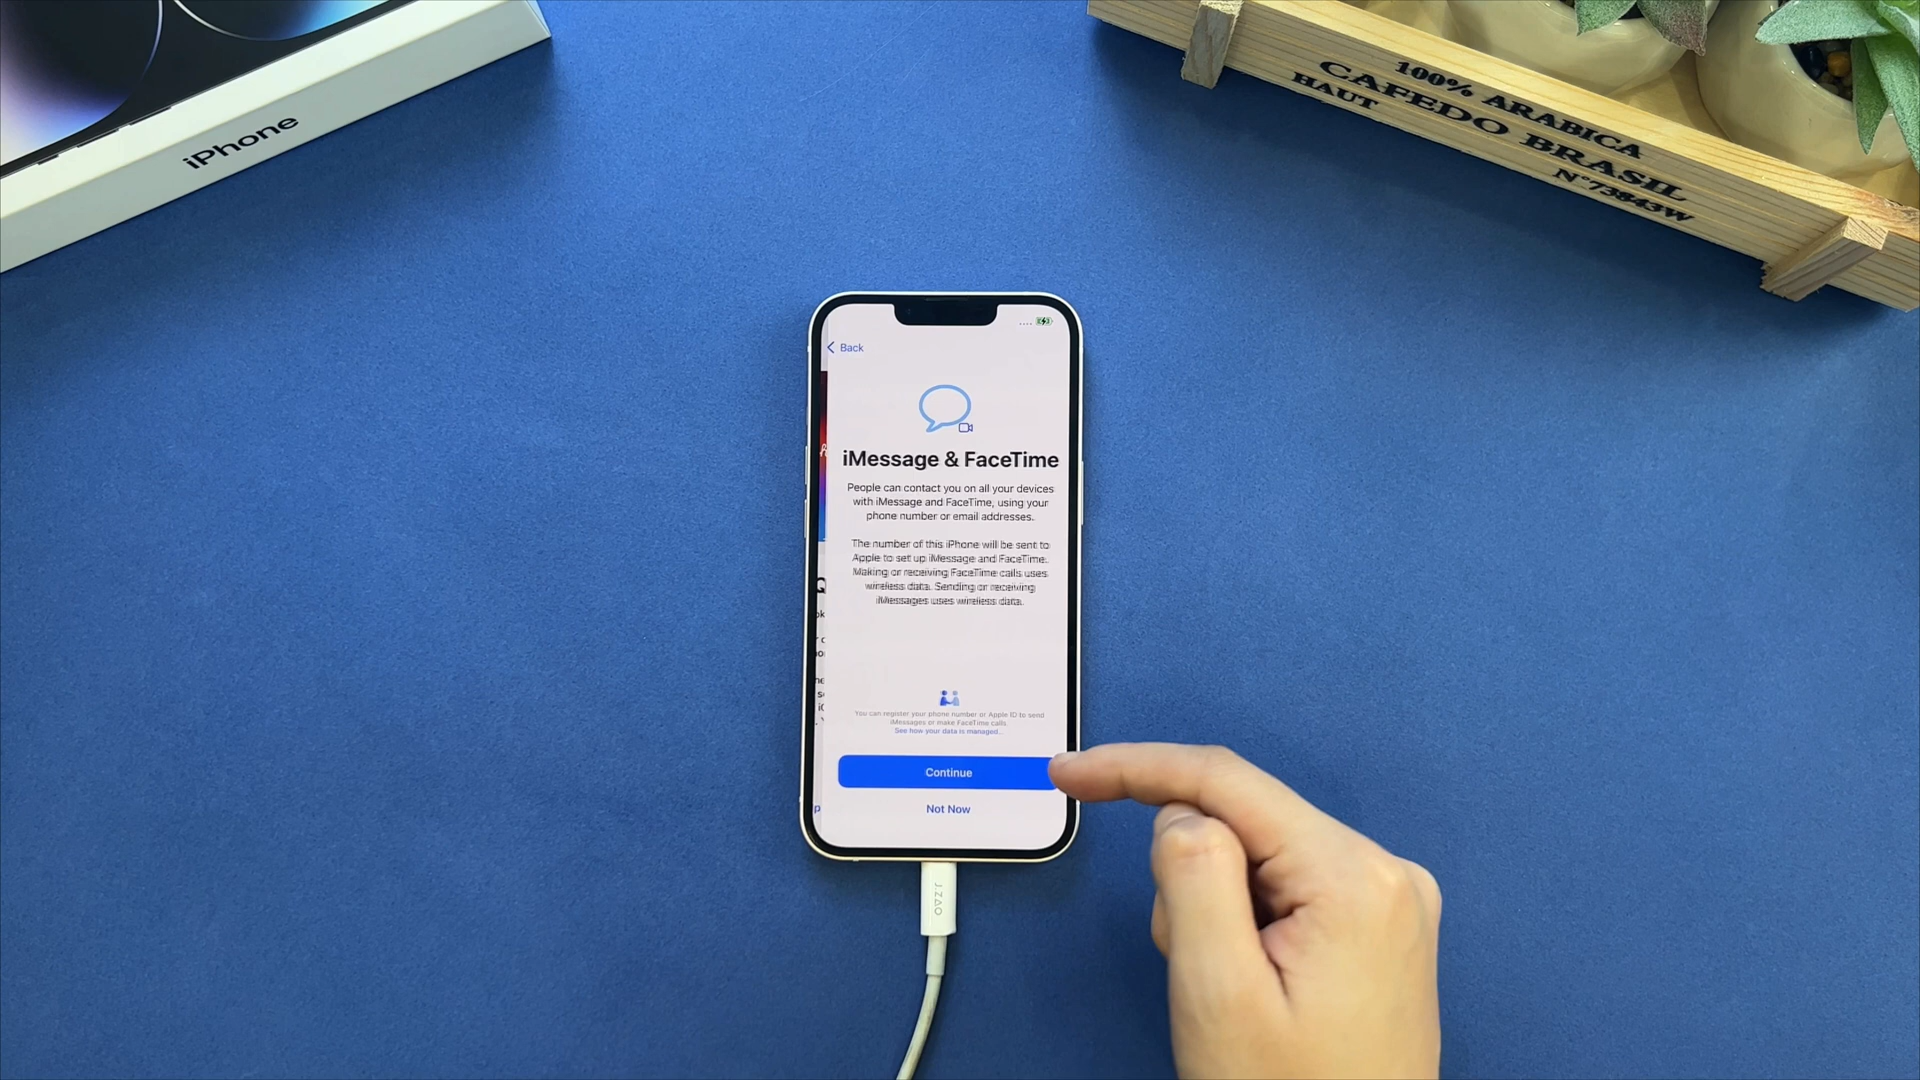 iPhone
100% ARABICA
CAFEDO BRASIL
HAUT
N°73843W
Back
iMessage & FaceTime
People can contact you on all your devices
with iMessage and FaceTime, using your
phone number or email addresses.
The number of this iPhone will be sent to
Apple to set up iMessage and FaceTime.
Making or receiving FaceTime calls uses
wireless data. Sending or receiving
iMessages uses wireless data.
You can register your phone number or Apple ID to send
iMessages or make FaceTime calls.
See how your data is managed...
Continue
Not Now
J.ZAO